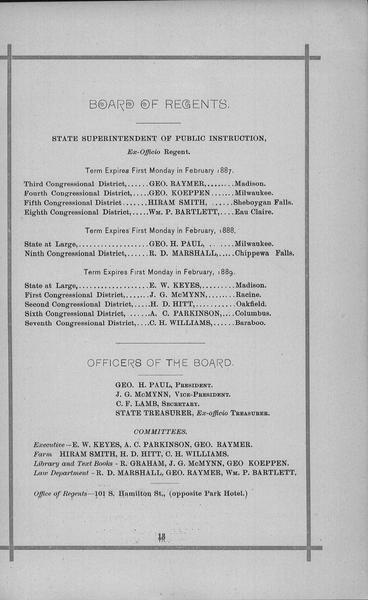 BOARD OF REGENTS.
STATE SUPERINTENDENT OF PUBLIC INSTRUCTION,
Ex-Officio Regent.
Term Expires First Monday in February 1887.
Third Congressional District,......GEO. RAYMER,........Madison.
Fourth Congressional District,....GEO. KOEPPEN......Milwaukee.
Fifth Congressional District......HIRAM SMITH, ......Sheboygan Falls.
Eighth Congressional District,....WM. P. BARTLETT,....Eau Claire.
Term Expires First Monday in February, 1888.
State at Large,..................GEO. H. PAUL, ......Milwaukee.
Ninth Congressional District,......R. D. MARSHALL,....Chippewa Falls.
Term Expires First Monday in February, 1889.
State at Large,..................E. W. KEYES,.........Madison.
First Congressional District,......J. G. McMYNN,........Racine.
Second Congressional District,....H. D. HITT,..........Oakfield.
Sixth Congressional District, ......A. C. PARKINSON,....Columbus.
Seventh Congressional District,...C. H. WILLIAMS,......Baraboo.
OFFICERS OF THE BOARD.
GEO. H. PAUL, PRESIDENT.
J. G. McMYNN, VICE-PRESIDENT.
C. F. LAMB, SECRETARY.
STATE TREASURER, Ex-officio TREASURER.
COMMITTEES.
Executive—E. W. KEYES, A. C. PARKINSON, GEO. RAYMER.
Farm HIRAM SMITH, H. D. HITT, C. H. WILLIAMS.
Library and Text Books - R. GRAHAM, J. G. McMYNN, GEO KOEPPEN.
Law Department - R. D. MARSHALL, GEO. RAYMER, WM. P. BARTLETT,
Office of Regents—101 S. Hamilton St., (opposite Park Hotel.)
13